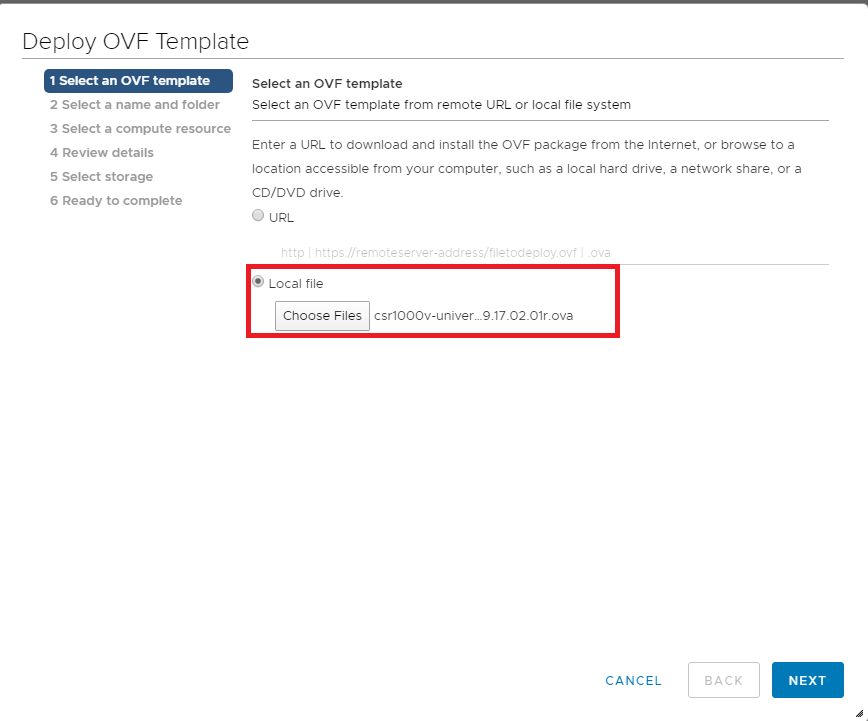 Deploy OVF Template
1 Select an OVF template
2 Select a name and folder
3 Select a compute resource
4 Review details
5 Select storage
6 Ready to complete
Select an OVF template
Select an OVF template from remote URL or local file system
Enter a URL to download and install the OVF package from the Internet, or browse to a
location accessible from your computer, such as a local hard drive, a network share, or a
CD/DVD drive.
URL
http | https://remoteserver-address/filetodeploy.ovf | .ova
Local file
Choose Files csr1000v-univer...9.17.02.01r.ova
CANCEL BACK NEXT